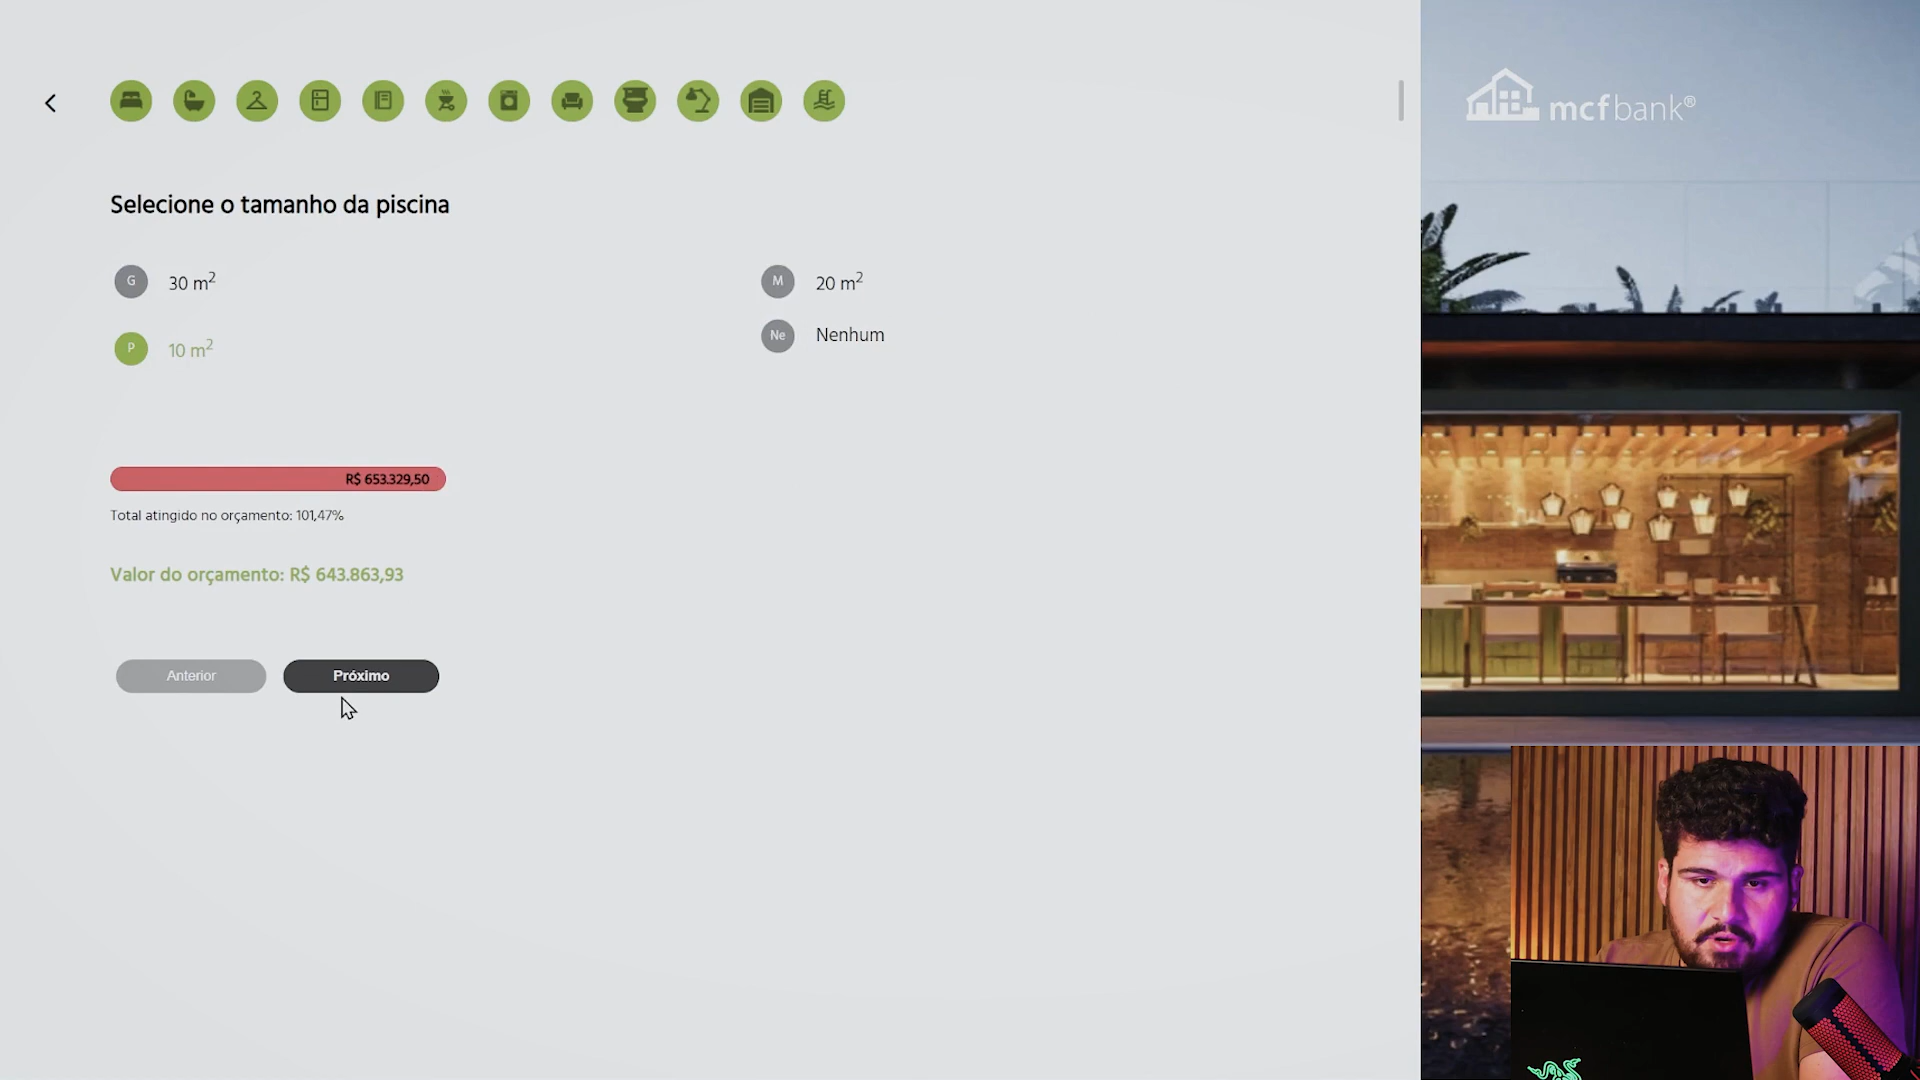 mcfbank®
Selecione o tamanho da piscina
G 30 m²
M 20 m²
P 10 m²
Ne Nenhum
R$ 653.329,50
Total atingido no orçamento: 101,47%
Valor do orçamento: R$ 643.863,93
Anterior
Próximo